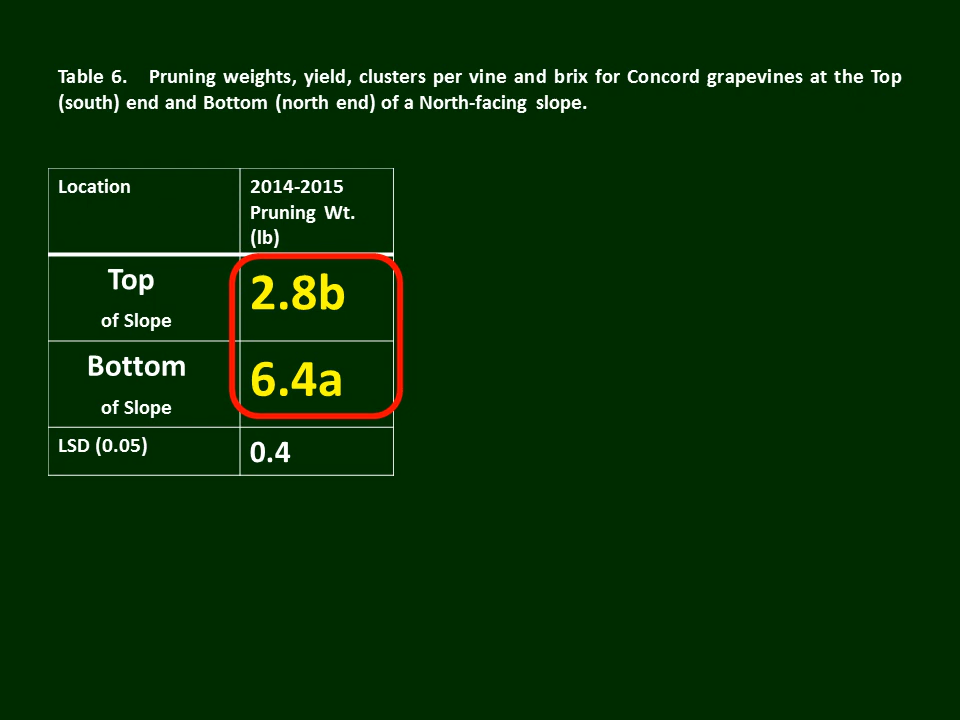 Table 6. Pruning weights, yield, clusters per vine and brix for Concord grapevines at the Top
(south) end and Bottom (north end) of a North-facing slope.
Location
2014-2015
Pruning Wt.
(lb)
Top
of Slope
2.8b
Bottom
of Slope
6.4a
LSD (0.05)
0.4